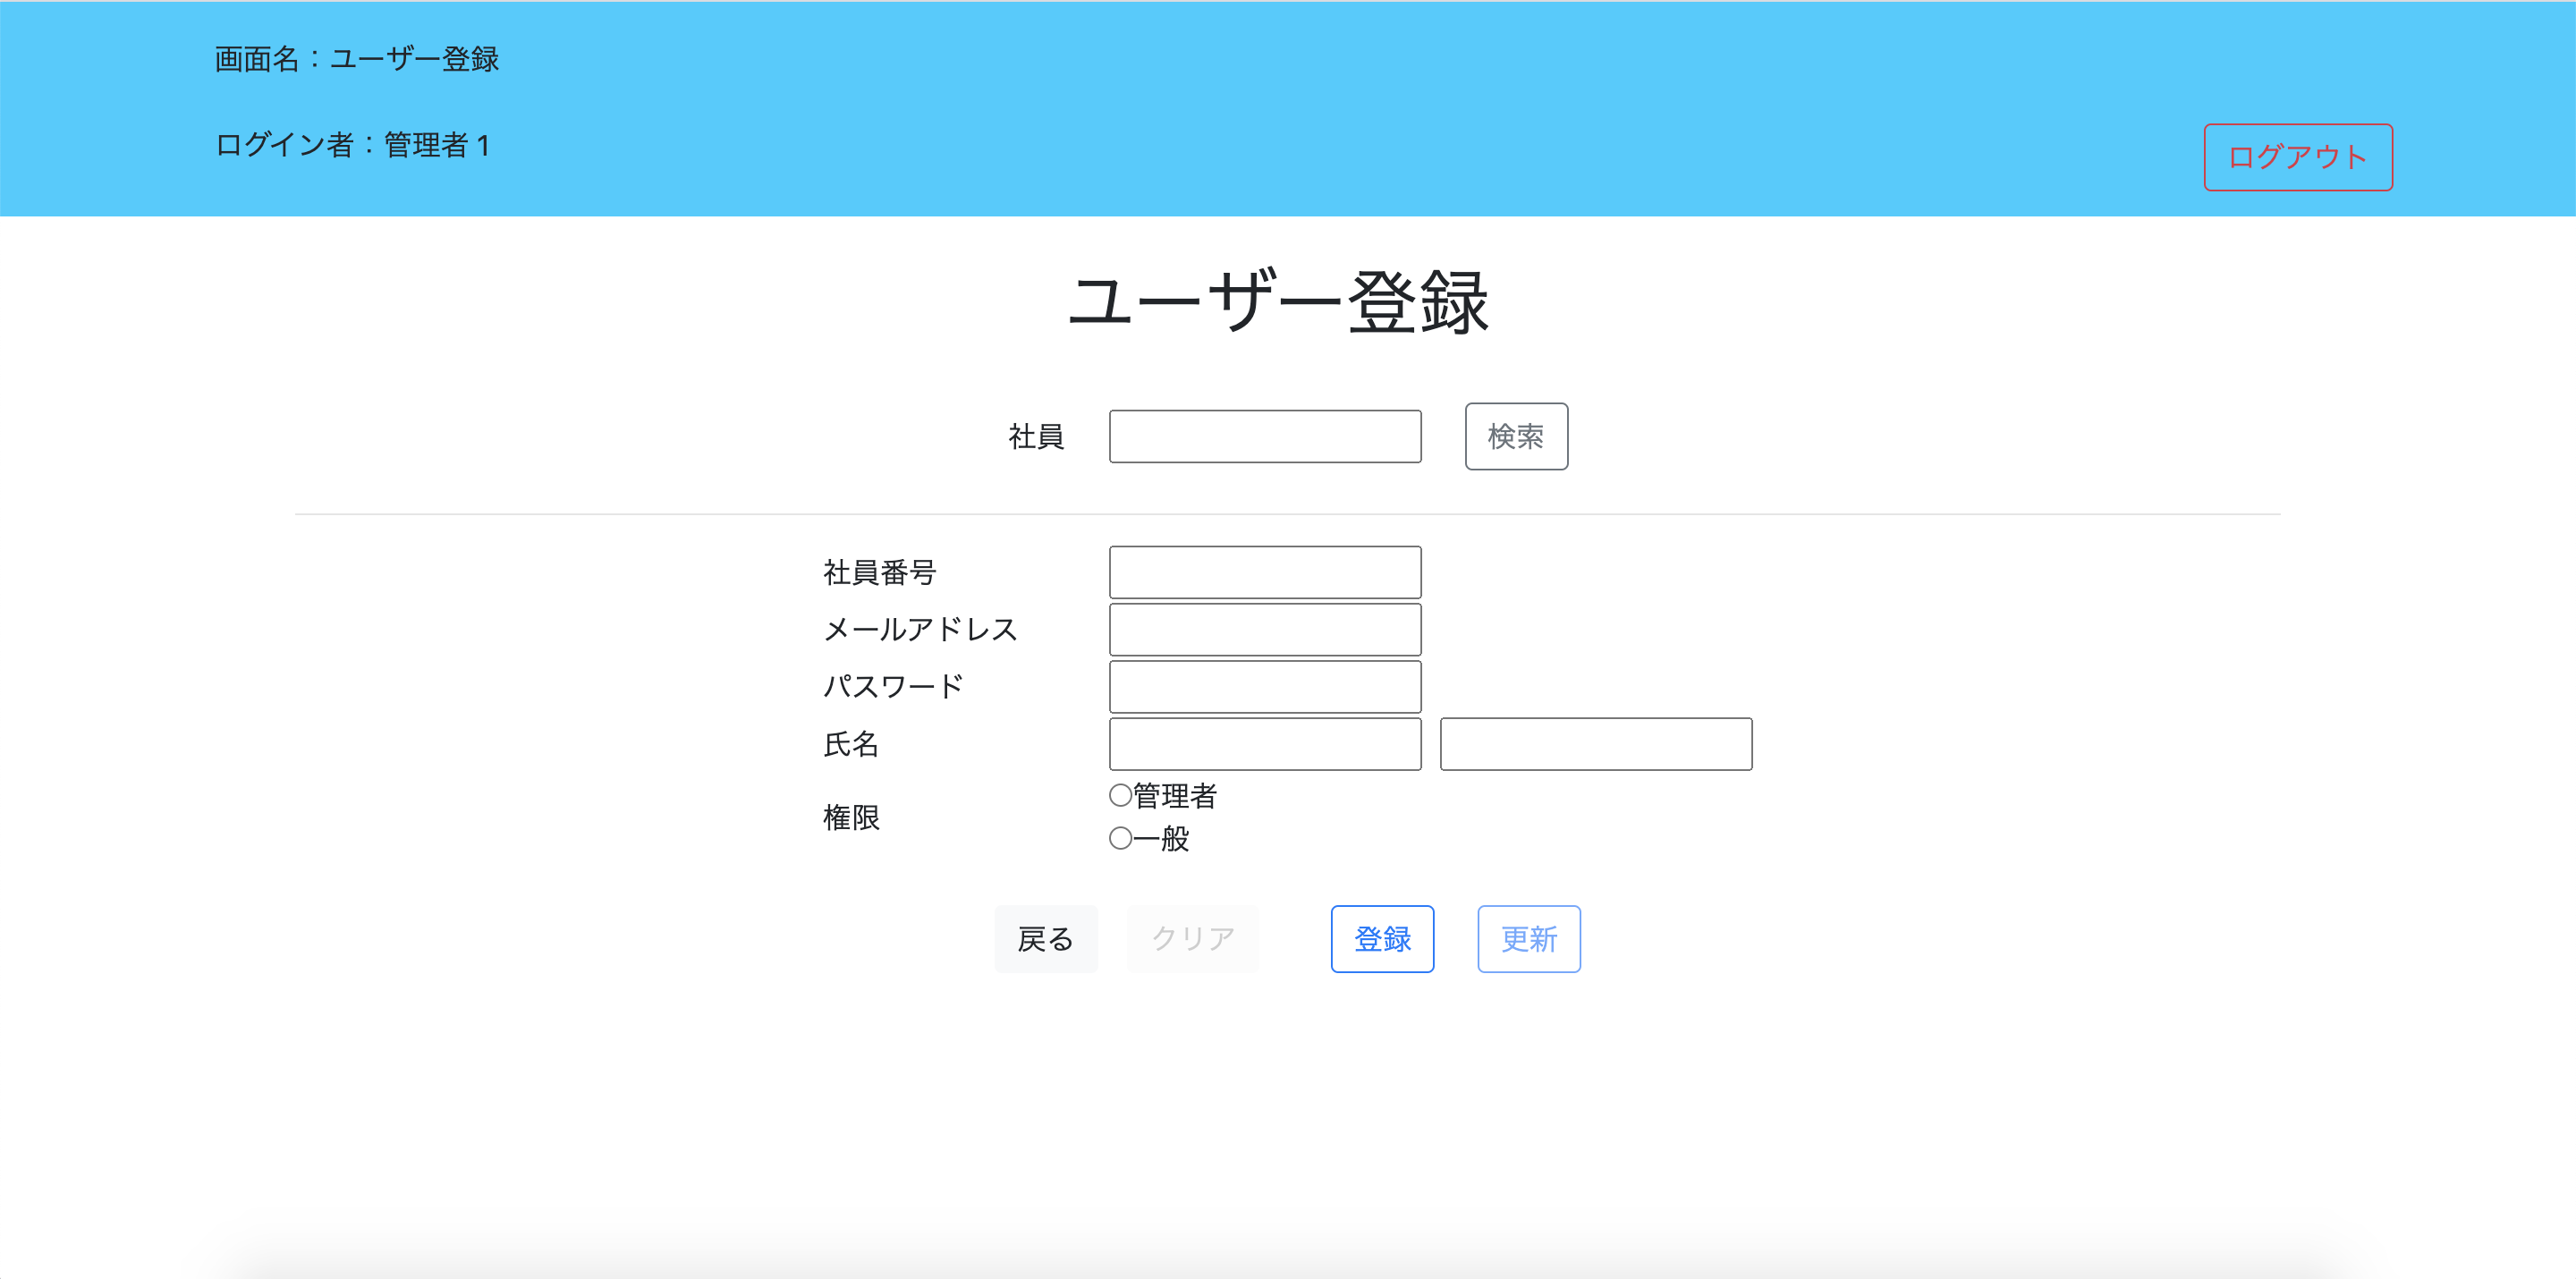 画面名：ユーザー登録
ログイン者：管理者 1
ログアウト
ユーザー登録
社員 検索
社員番号
メールアドレス
パスワード
氏名
権限
管理者
一般
戻る クリア 登録 更新